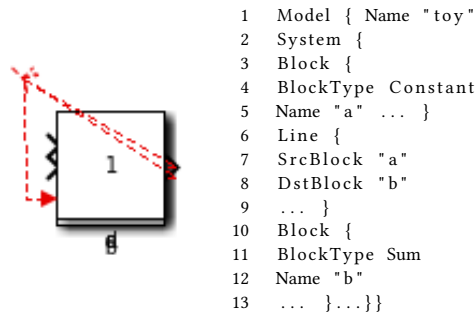 1
1 Model { Name "toy"
2 System {
3 Block {
4 BlockType Constant
5 Name "a" ... }
6 Line {
7 SrcBlock "a"
8 DstBlock "b"
9 ... }
10 Block {
11 BlockType Sum
12 Name "b"
13 ... }...}}